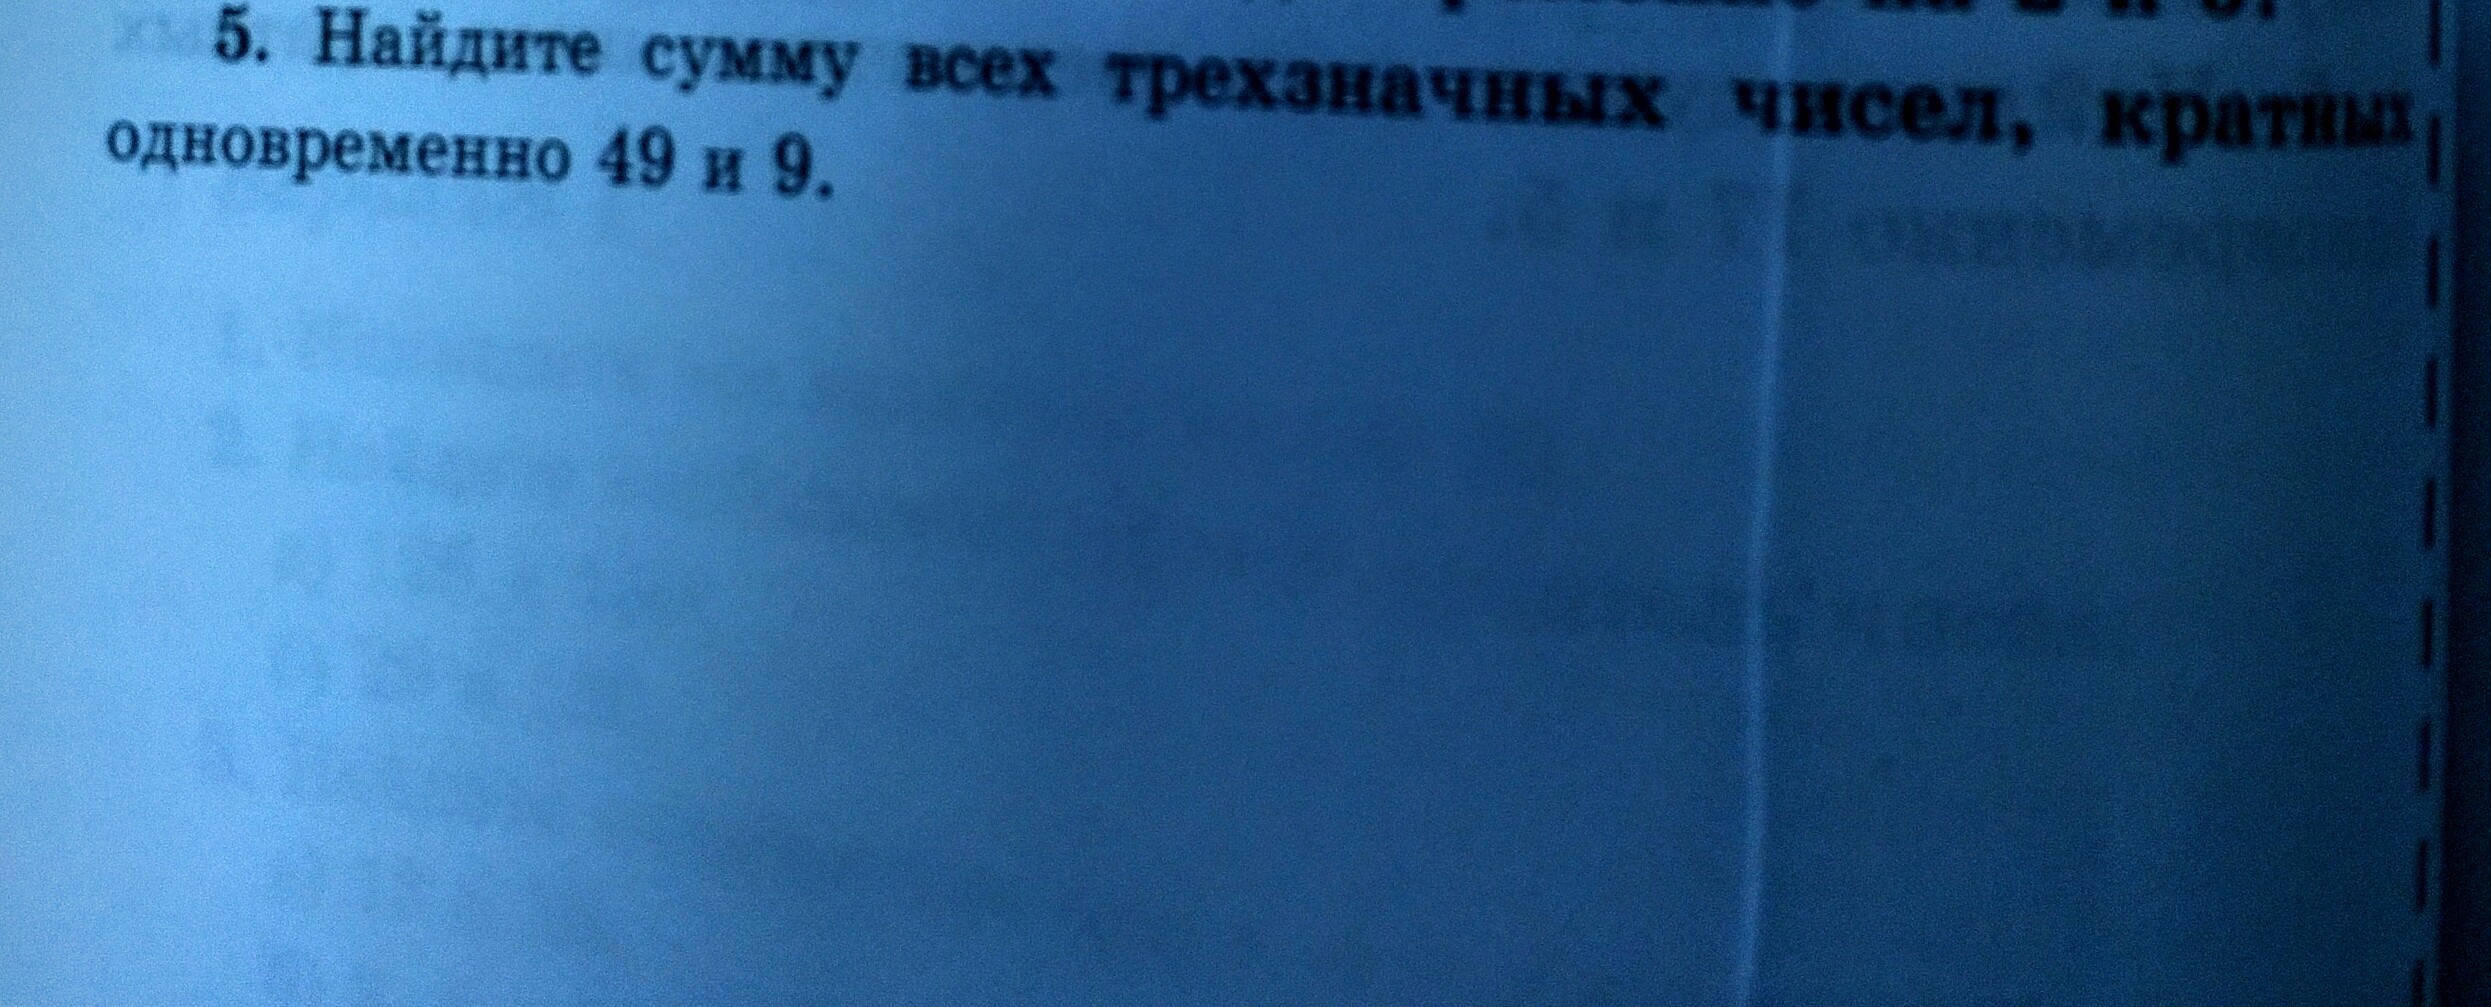 5. Найдите сумму всех трехзначных чисел, кратных
одновременно 49 и 9.